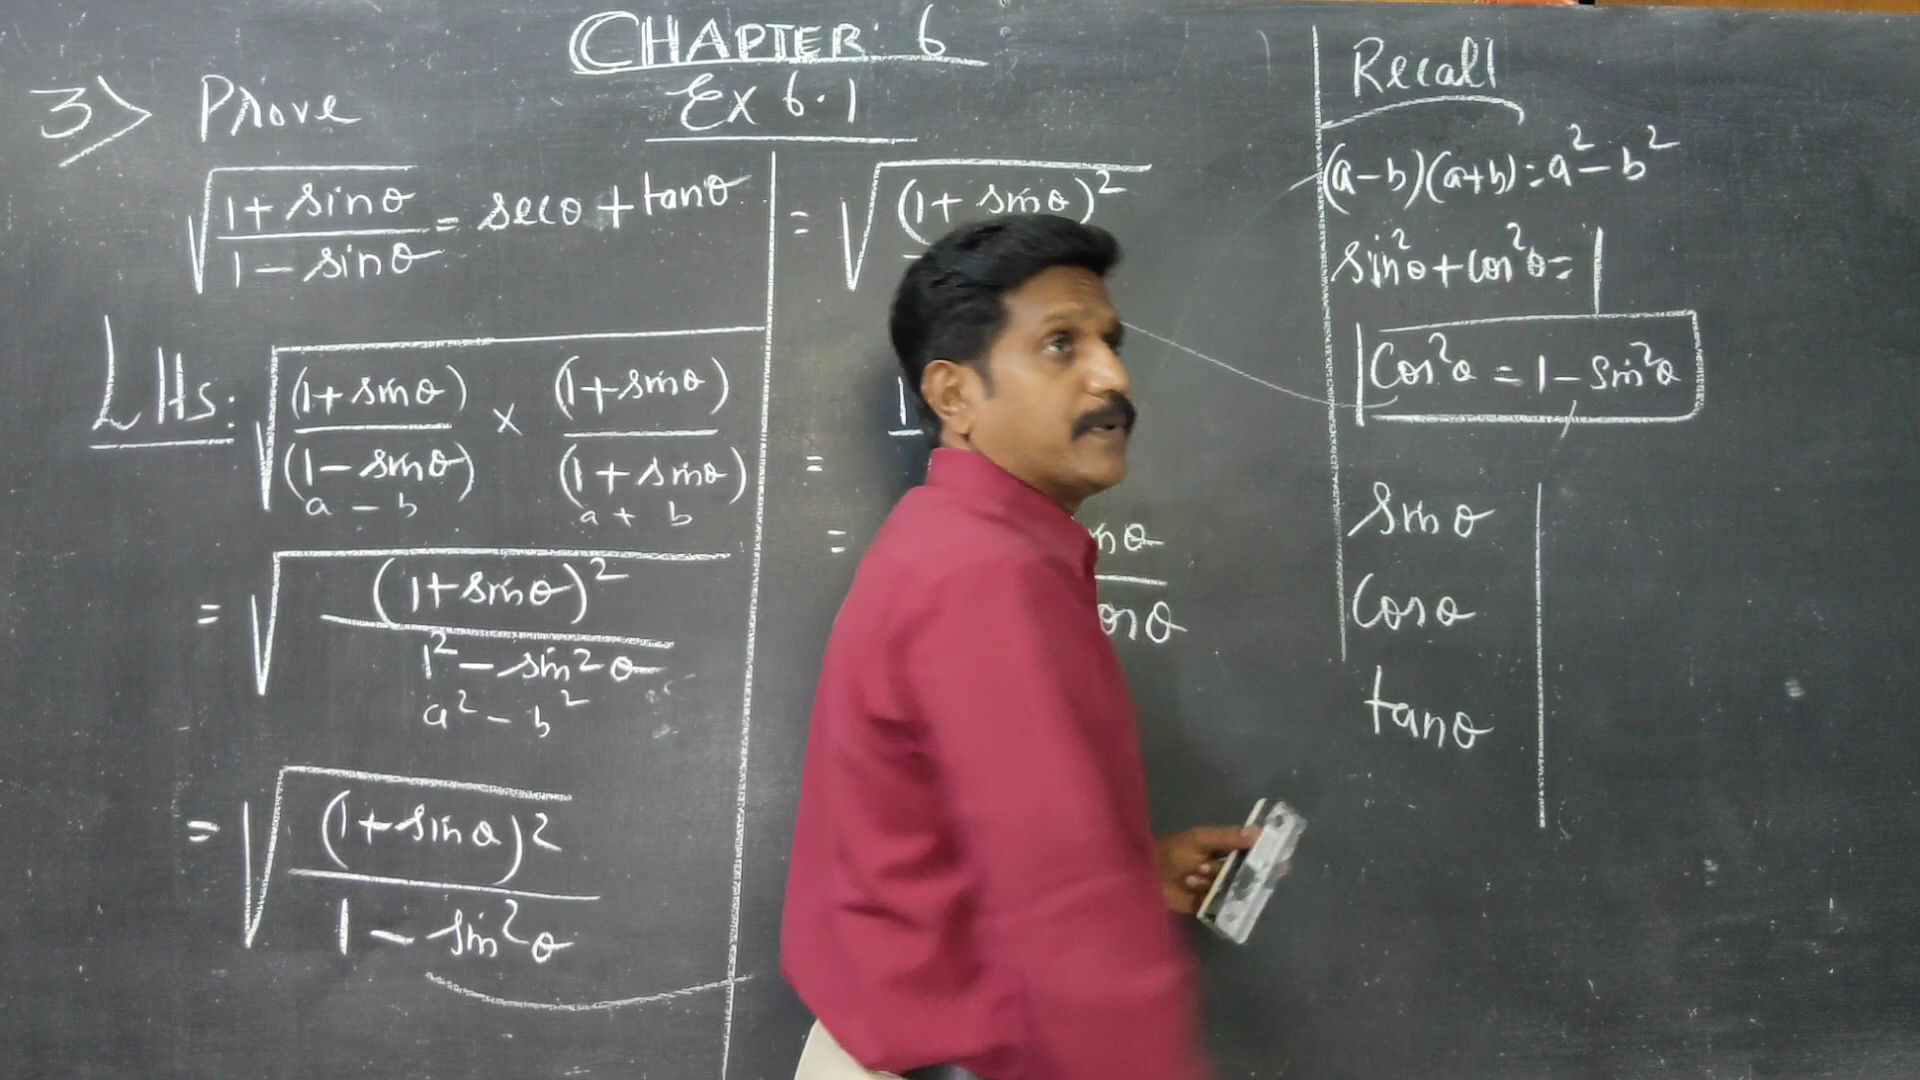 CHAPTER: 6
Ex 6.1
3> Prove
√((1 + sinθ)/(1 - sinθ)) = secθ + tanθ
LHS: √((1+sinθ)/(1-sinθ) × (1+sinθ)/(1+sinθ))
a - b a + b
= √((1+sinθ)²/(1² - sin²θ))
a² - b²
= √((1+sinθ)²/(1 - sin²θ))
= √((1+ sinθ)²
= 1
=
Recall
(a-b)(a+b) = a² - b²
sin²θ + cos²θ = 1
Cos²θ = 1 - sin²θ
sinθ
Cosθ
tanθ